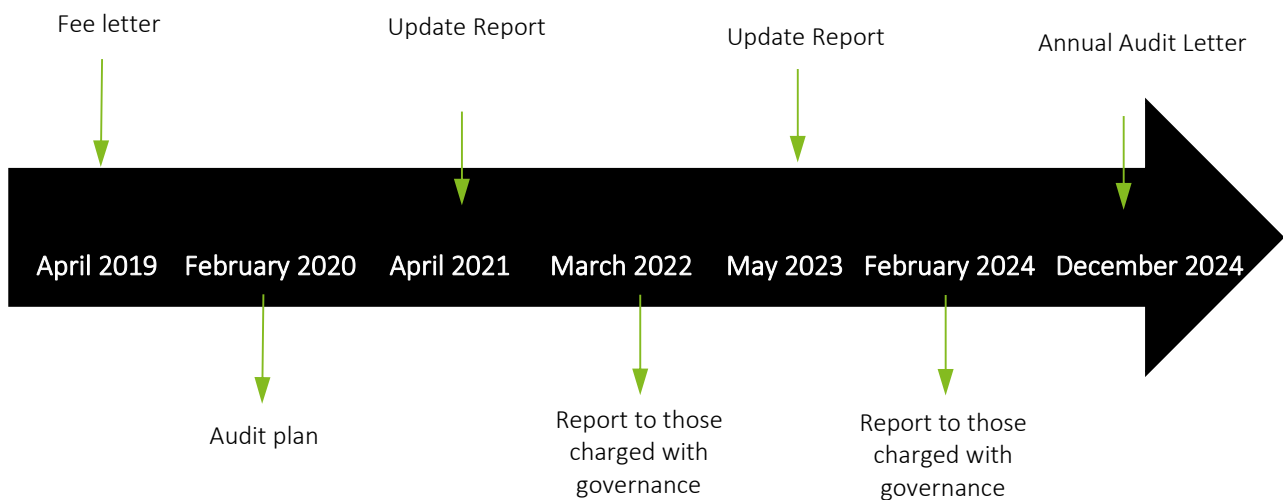 Fee letter
Update Report
Update Report
Annual Audit Letter
April 2019
February 2020
April 2021
March 2022
May 2023
February 2024
December 2024
Audit plan
Report to those
charged with
governance
Report to those
charged with
governance